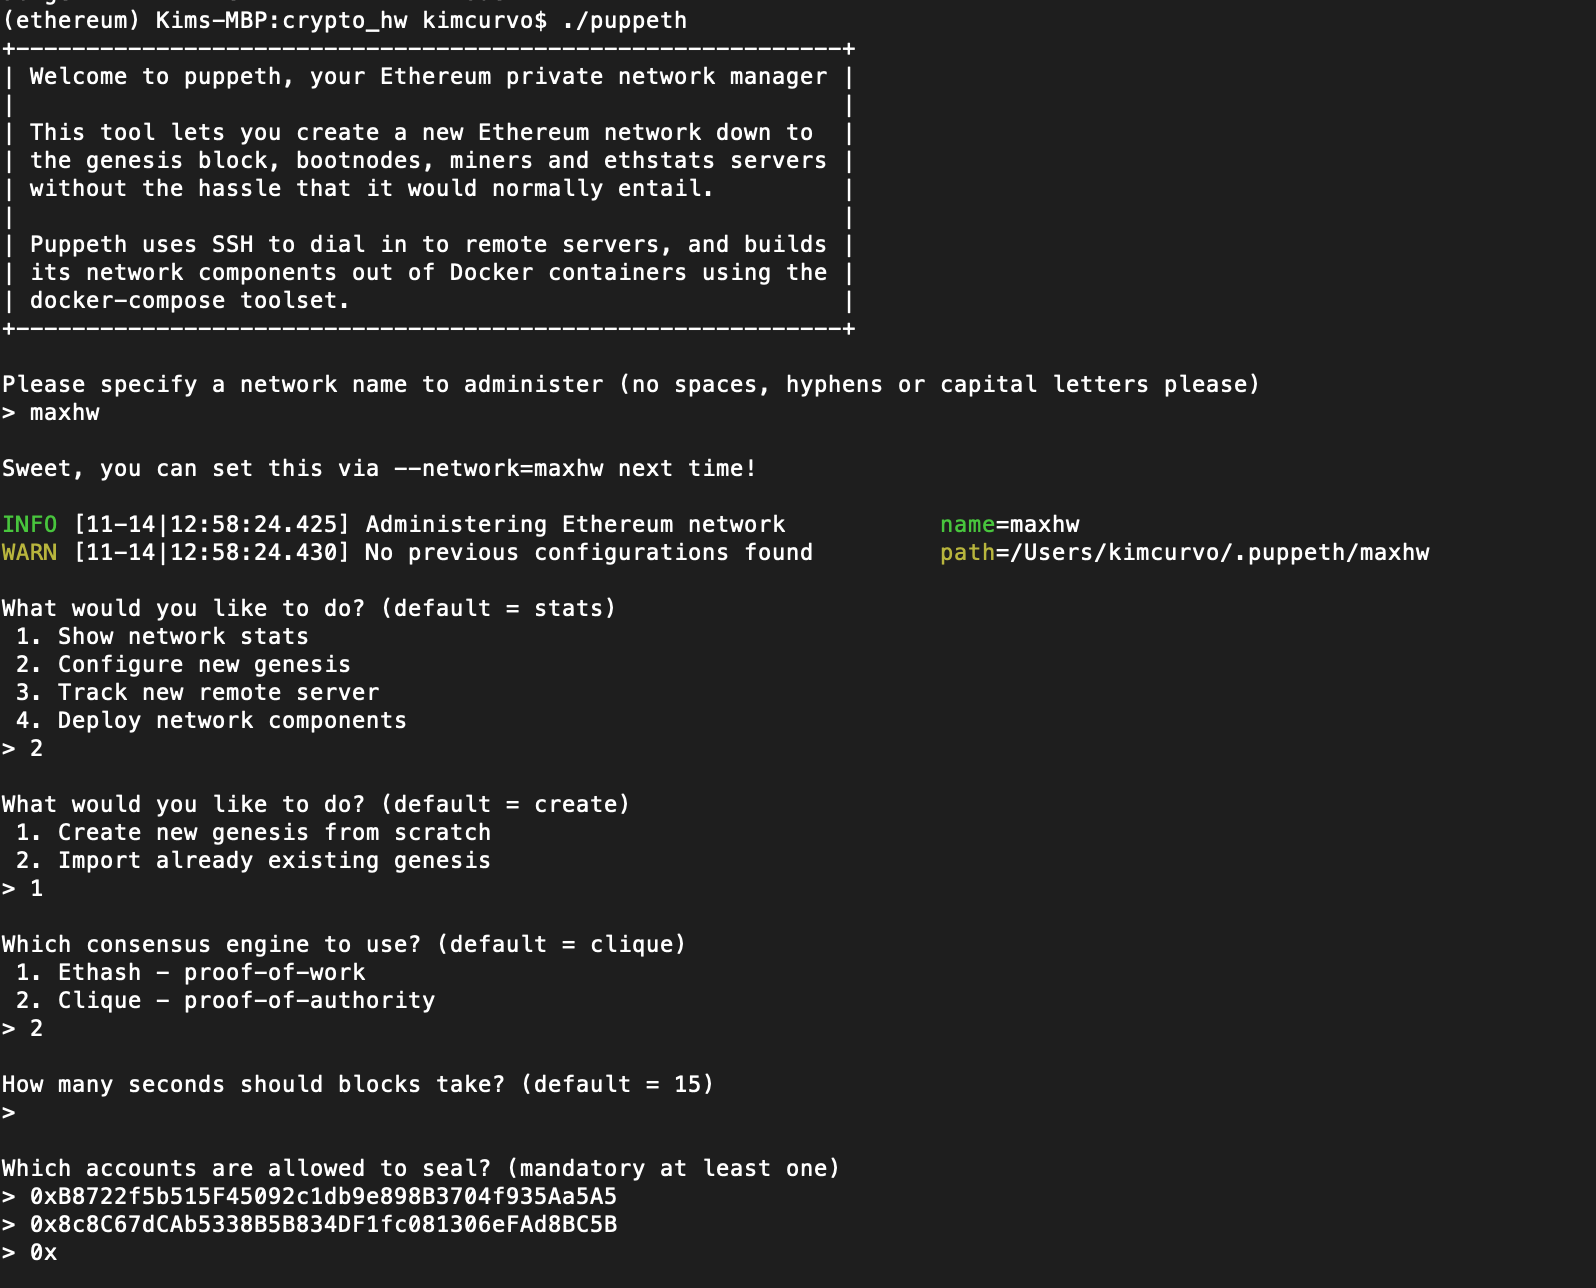 (ethereum) Kims-MBP:crypto_hw kimcurvo$ ./puppeth
+-----------------------------------------------------------+
| Welcome to puppeth, your Ethereum private network manager |
|                                                           |
| This tool lets you create a new Ethereum network down to  |
| the genesis block, bootnodes, miners and ethstats servers |
| without the hassle that it would normally entail.         |
|                                                           |
| Puppeth uses SSH to dial in to remote servers, and builds |
| its network components out of Docker containers using the |
| docker-compose toolset.                                   |
+-----------------------------------------------------------+
Please specify a network name to administer (no spaces, hyphens or capital letters please)
> maxhw
Sweet, you can set this via --network=maxhw next time!
INFO [11-14|12:58:24.425] Administering Ethereum network           name=maxhw
WARN [11-14|12:58:24.430] No previous configurations found         path=/Users/kimcurvo/.puppeth/maxhw
What would you like to do? (default = stats)
 1. Show network stats
 2. Configure new genesis
 3. Track new remote server
 4. Deploy network components
> 2
What would you like to do? (default = create)
 1. Create new genesis from scratch
 2. Import already existing genesis
> 1
Which consensus engine to use? (default = clique)
 1. Ethash - proof-of-work
 2. Clique - proof-of-authority
> 2
How many seconds should blocks take? (default = 15)
>
Which accounts are allowed to seal? (mandatory at least one)
> 0xB8722f5b515F45092c1db9e898B3704f935Aa5A5
> 0x8c8C67dCAb5338B5B834DF1fc081306eFAd8BC5B
> 0x